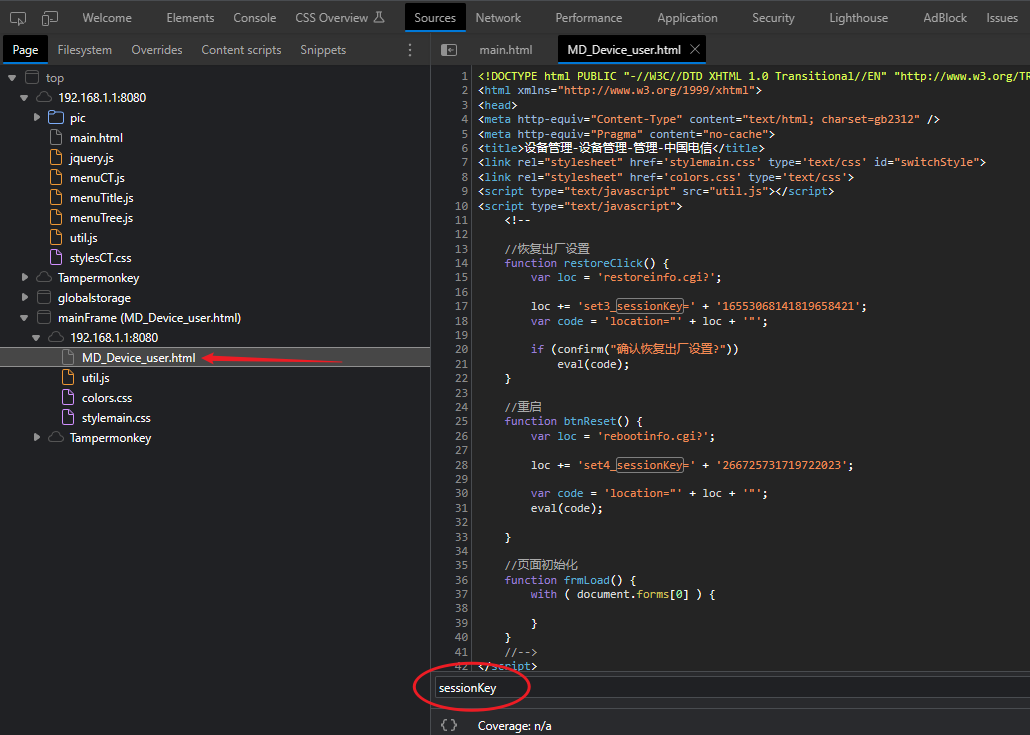 Welcome Elements Console CSS Overview Sources Network Performance Application Security Lighthouse AdBlock Issues
Page Filesystem Overrides Content scripts Snippets
main.html MD_Device_user.html
top
192.168.1.1:8080
pic
main.html
jquery.js
menuCT.js
menuTitle.js
menuTree.js
util.js
stylesCT.css
Tampermonkey
globalstorage
mainFrame (MD_Device_user.html)
192.168.1.1:8080
MD_Device_user.html
util.js
colors.css
stylemain.css
Tampermonkey
1 <!DOCTYPE html PUBLIC "-//W3C//DTD XHTML 1.0 Transitional//EN" "http://www.w3.org/TR
2 <html xmlns="http://www.w3.org/1999/xhtml">
3 <head>
4 <meta http-equiv="Content-Type" content="text/html; charset=gb2312" />
5 <meta http-equiv="Pragma" content="no-cache">
6 <title>设备管理-设备管理-管理-中国电信</title>
7 <link rel="stylesheet" href='stylemain.css' type='text/css' id="switchStyle">
8 <link rel="stylesheet" href='colors.css' type='text/css'>
9 <script type="text/javascript" src="util.js"></script>
10 <script type="text/javascript">
11 <!--
12
13 //恢复出厂设置
14 function restoreClick() {
15 var loc = 'restoreinfo.cgi?';
16
17 loc += 'set3_sessionKey=' + '16553068141819658421';
18 var code = 'location="' + loc + '"';
19
20 if (confirm("确认恢复出厂设置?"))
21 eval(code);
22 }
23
24 //重启
25 function btnReset() {
26 var loc = 'rebootinfo.cgi?';
27
28 loc += 'set4_sessionKey=' + '266725731719722023';
29
30 var code = 'location="' + loc + '"';
31 eval(code);
32
33 }
34
35 //页面初始化
36 function frmLoad() {
37 with ( document.forms[0] ) {
38
39 }
40 }
41 //-->
42 </script>
sessionKey
{} Coverage: n/a